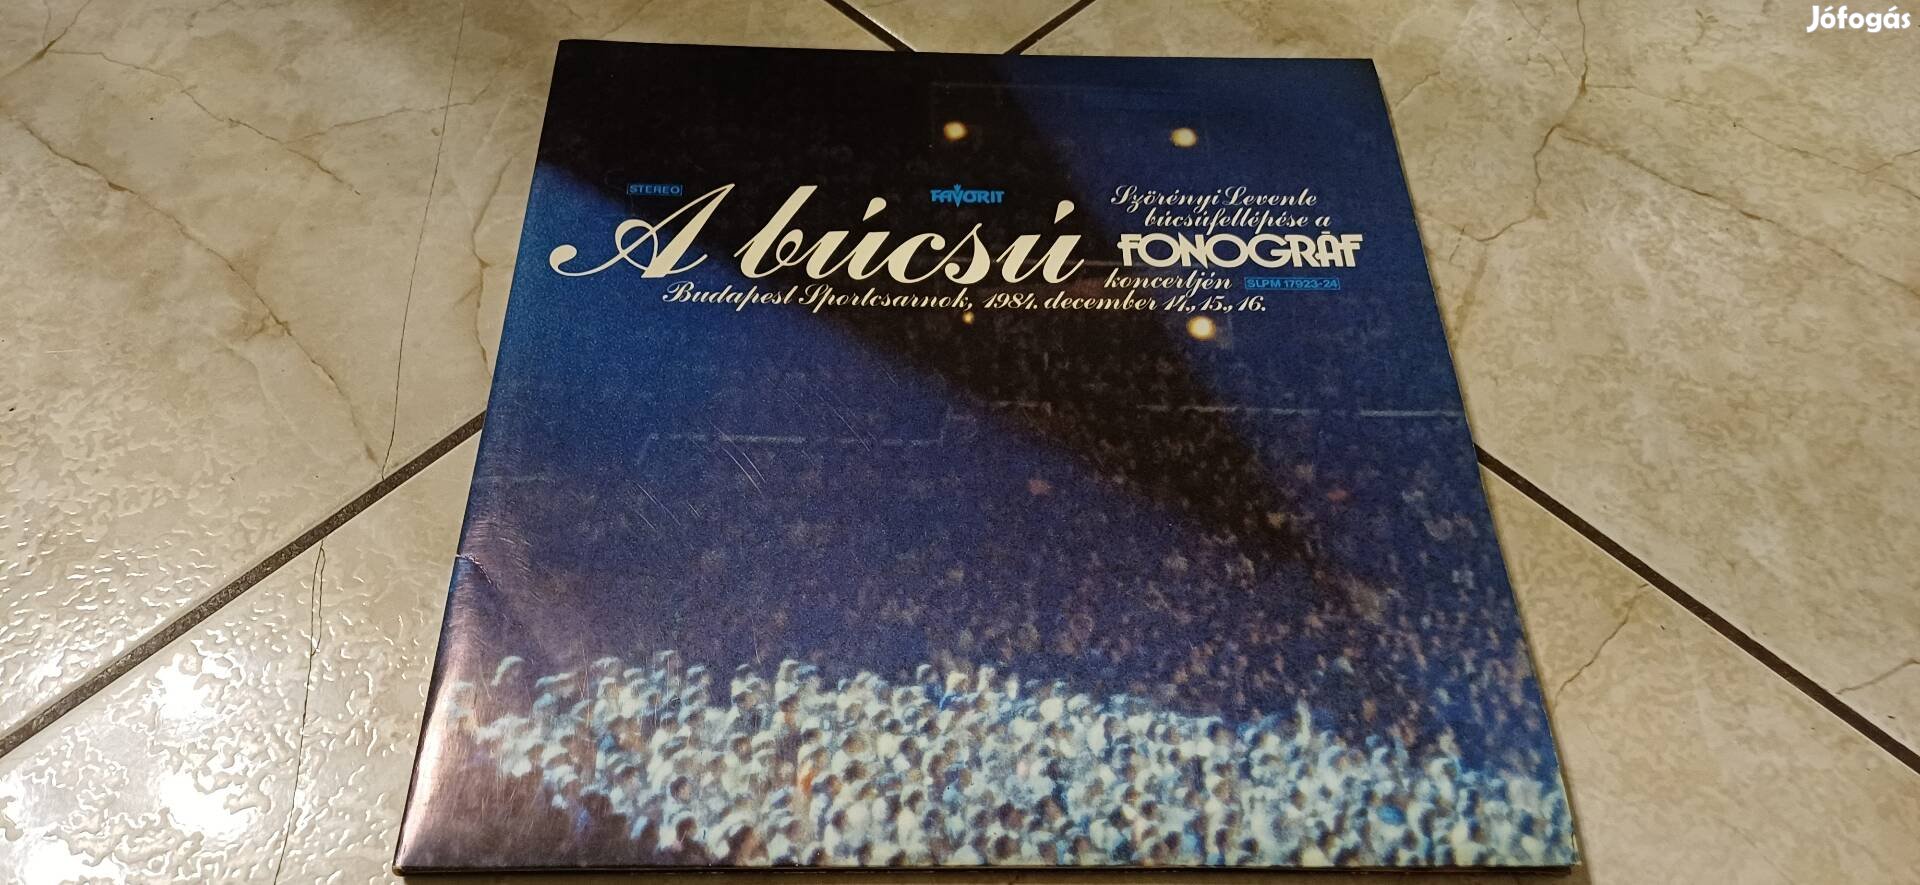 Jófogás
STEREO
FAVORIT
A búcsú
Szörényi Levente
búcsúfellépése a
FONOGRÁF
koncertjén SLPM 17923-24
Budapest Sportcsarnok, 1984. december 14., 15., 16.